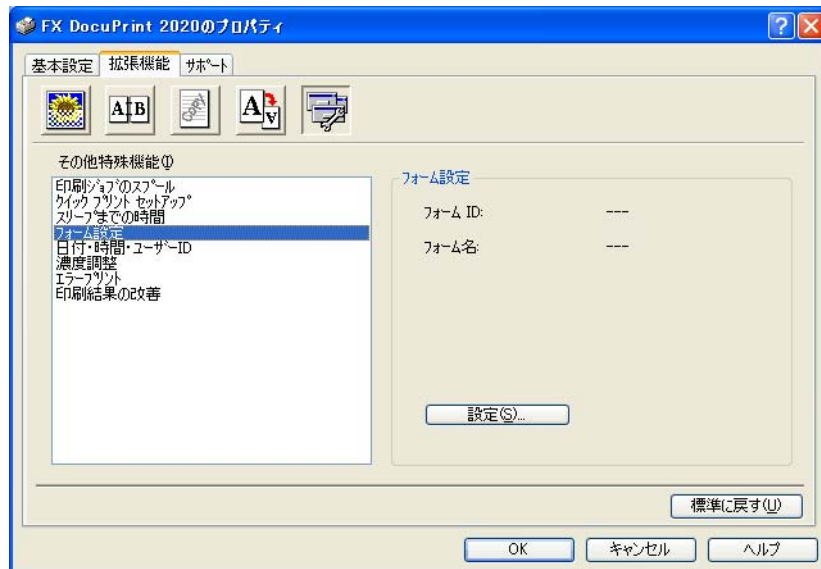 FX DocuPrint 2020のプロパティ
基本設定 拡張機能 サポート
A B Copy A A
その他特殊機能(I)
印刷ジョブのスプール
クイック プリント セットアップ
スリープまでの時間
フォーム設定
日付・時間・ユーザーID
濃度調整
エラープリント
印刷結果の改善
フォーム設定
フォーム ID: ---
フォーム名: ---
設定(S)...
標準に戻す(U)
OK キャンセル ヘルプ